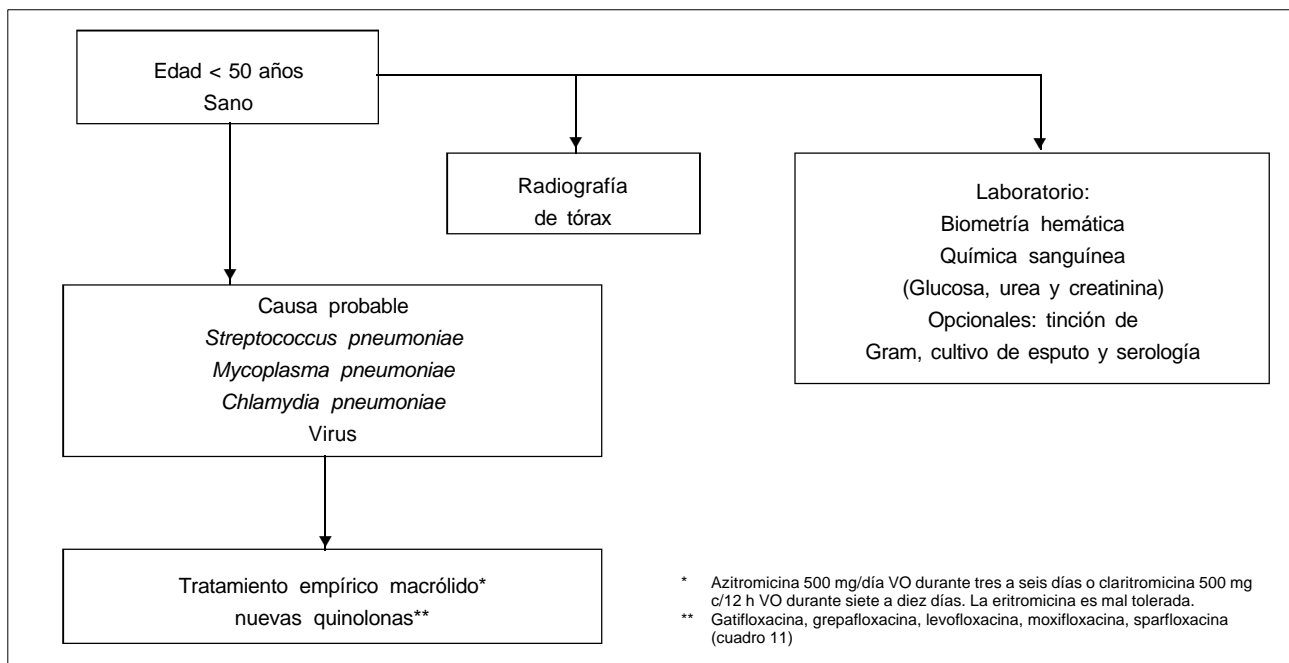 Edad < 50 años
Sano
Radiografía
de tórax
Laboratorio:
Biometría hemática
Química sanguínea
(Glucosa, urea y creatinina)
Opcionales: tinción de
Gram, cultivo de esputo y serología
Causa probable
Streptococcus pneumoniae
Mycoplasma pneumoniae
Chlamydia pneumoniae
Virus
Tratamiento empírico macrólido*
nuevas quinolonas**
* Azitromicina 500 mg/día VO durante tres a seis días o claritromicina 500 mg
c/12 h VO durante siete a diez días. La eritromicina es mal tolerada.
** Gatifloxacina, grepafloxacina, levofloxacina, moxifloxacina, sparfloxacina
(cuadro 11)